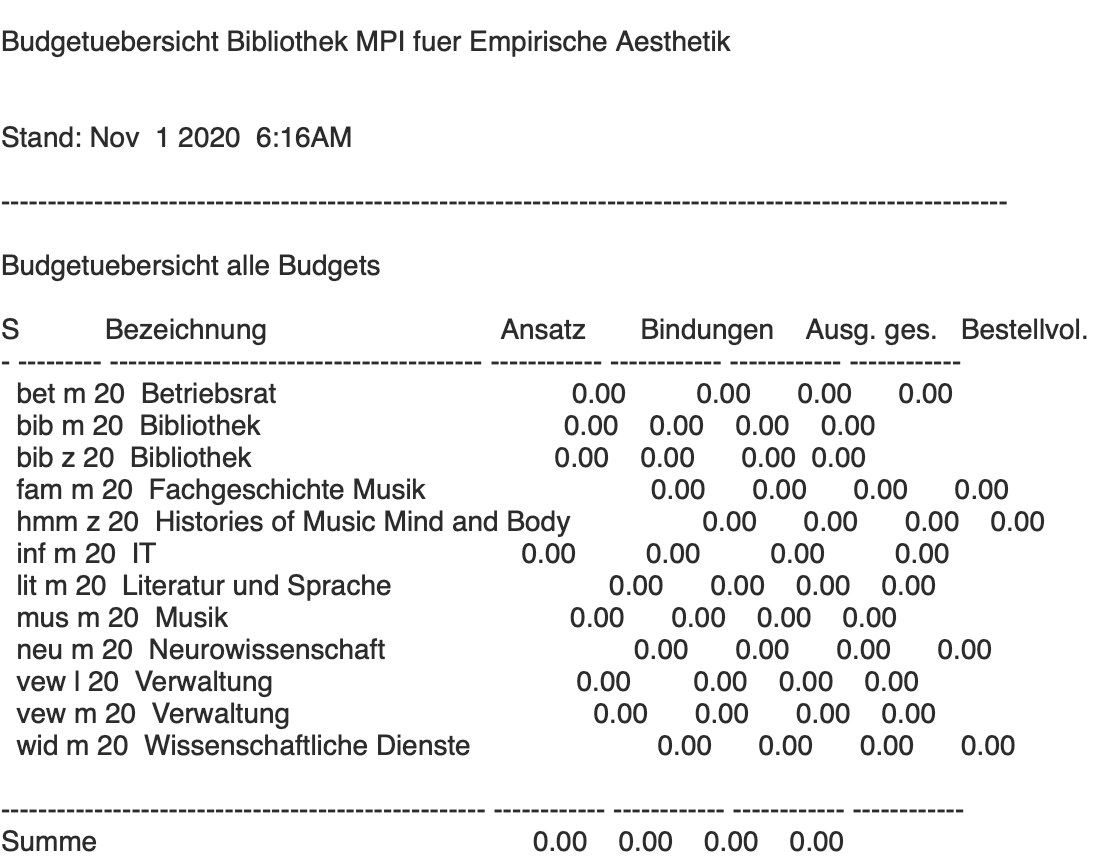 Budgetuebersicht Bibliothek MPI fuer Empirische Aesthetik
Stand: Nov  1 2020  6:16AM
-------------------------------------------------------------------------------------------------------------
Budgetuebersicht alle Budgets
S Bezeichnung Ansatz Bindungen Ausg. ges. Bestellvol.
- --------- ---------------------------------------- ------------ ------------ ------------ ------------
bet m 20  Betriebsrat 0.00 0.00 0.00 0.00
bib m 20  Bibliothek 0.00 0.00 0.00 0.00
bib z 20  Bibliothek 0.00 0.00 0.00 0.00
fam m 20  Fachgeschichte Musik 0.00 0.00 0.00 0.00
hmm z 20  Histories of Music Mind and Body 0.00 0.00 0.00 0.00
inf m 20  IT 0.00 0.00 0.00 0.00
lit m 20  Literatur und Sprache 0.00 0.00 0.00 0.00
mus m 20  Musik 0.00 0.00 0.00 0.00
neu m 20  Neurowissenschaft 0.00 0.00 0.00 0.00
vew l 20  Verwaltung 0.00 0.00 0.00 0.00
vew m 20  Verwaltung 0.00 0.00 0.00 0.00
wid m 20  Wissenschaftliche Dienste 0.00 0.00 0.00 0.00
---------------------------------------------------- ------------ ------------ ------------ ------------
Summe 0.00 0.00 0.00 0.00